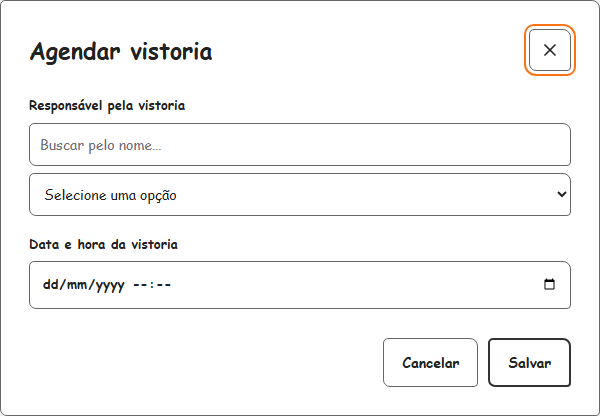 Agendar vistoria
Responsável pela vistoria
Buscar pelo nome...
Selecione uma opção
Data e hora da vistoria
dd/mm/yyyy --:--
Cancelar
Salvar